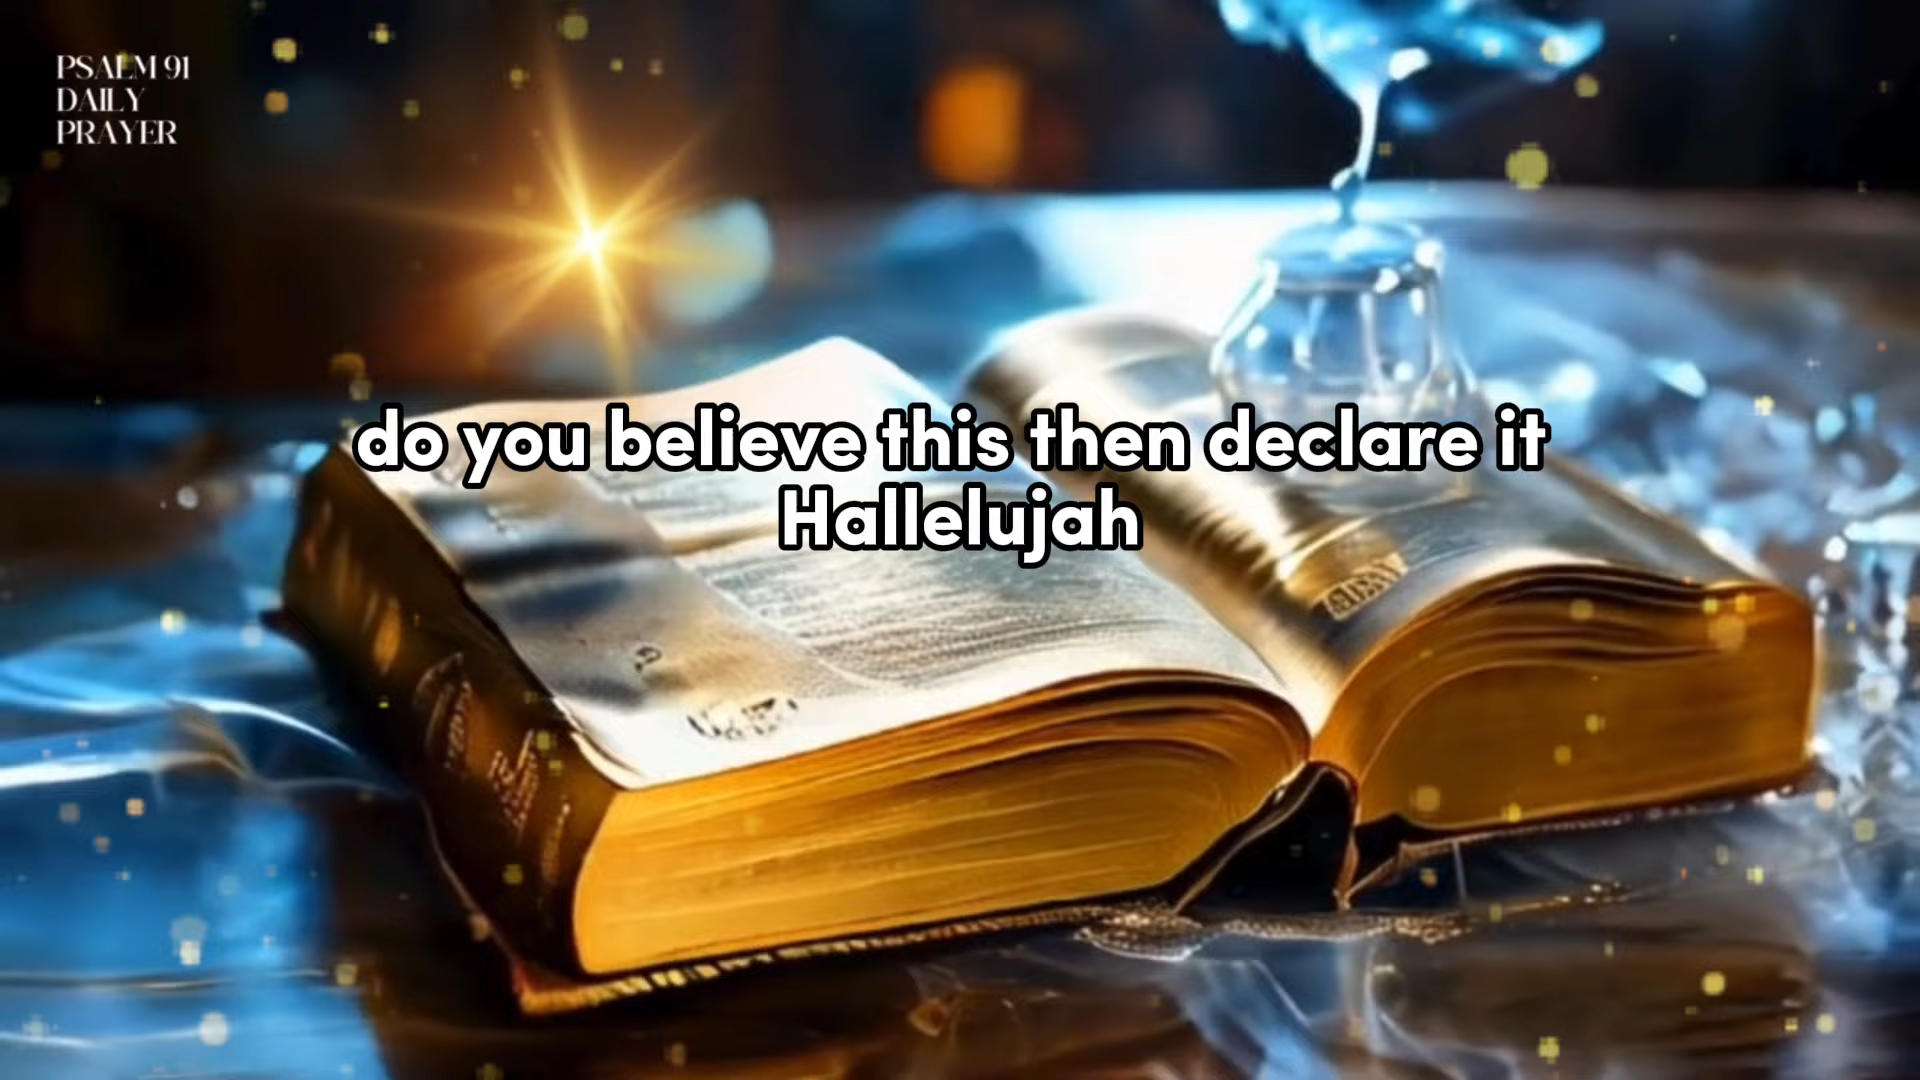 PSALM 91
DAILY
PRAYER
do you believe this then declare it
Hallelujah